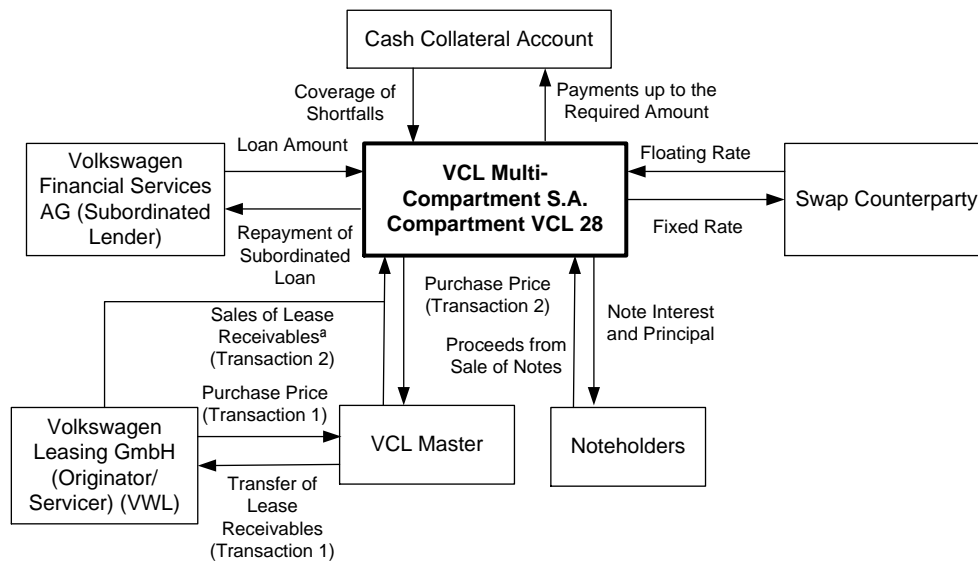 Cash Collateral Account
Coverage of
Shortfalls
Payments up to the
Required Amount
Volkswagen
Financial Services
AG (Subordinated
Lender)
Loan Amount
Repayment of
Subordinated
Loan
VCL Multi-
Compartment S.A.
Compartment VCL 28
Floating Rate
Fixed Rate
Swap Counterparty
Sales of Lease
Receivablesª
(Transaction 2)
Purchase Price
(Transaction 2)
Proceeds from
Sale of Notes
Note Interest
and Principal
Volkswagen
Leasing GmbH
(Originator/
Servicer) (VWL)
Purchase Price
(Transaction 1)
Transfer of
Lease
Receivables
(Transaction 1)
VCL Master
Noteholders